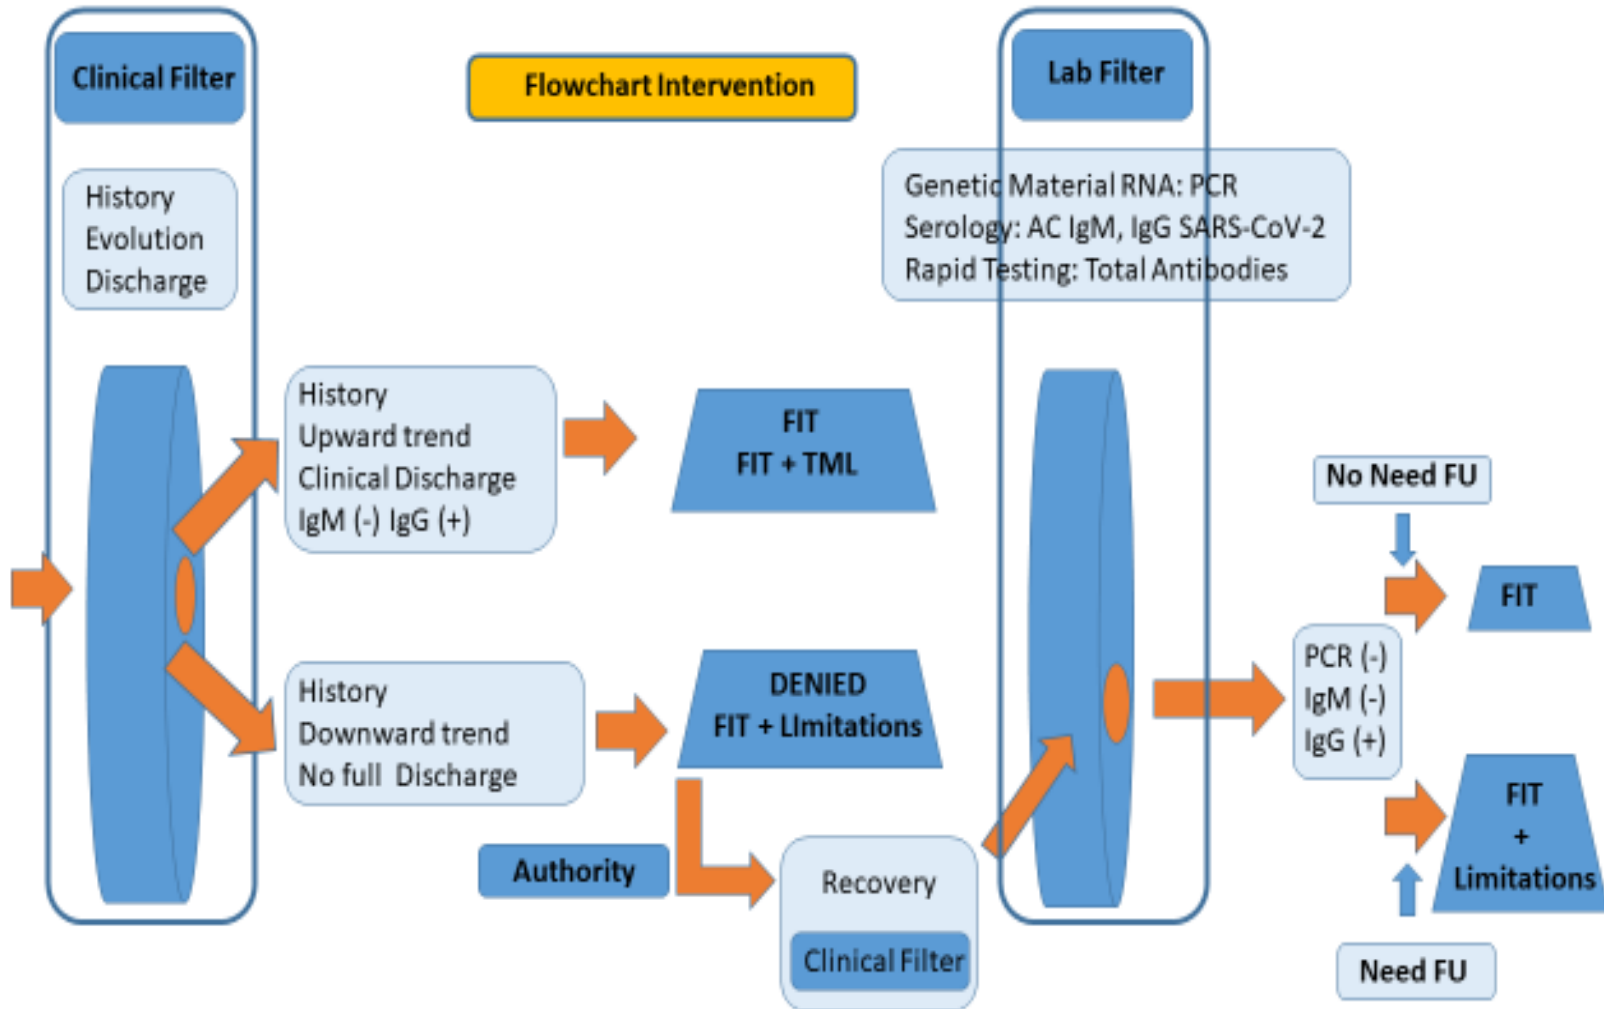 Clinical Filter
Flowchart Intervention
Lab Filter
History
Evolution
Discharge
Genetic Material RNA: PCR
Serology: AC IgM, IgG SARS-CoV-2
Rapid Testing: Total Antibodies
History
Upward trend
Clinical Discharge
IgM (-) IgG (+)
FIT
FIT + TML
No Need FU
FIT
History
Downward trend
No full Discharge
DENIED
FIT + LImitations
PCR (-)
IgM (-)
IgG (+)
FIT
+
Limitations
Authority
Recovery
Clinical Filter
Need FU